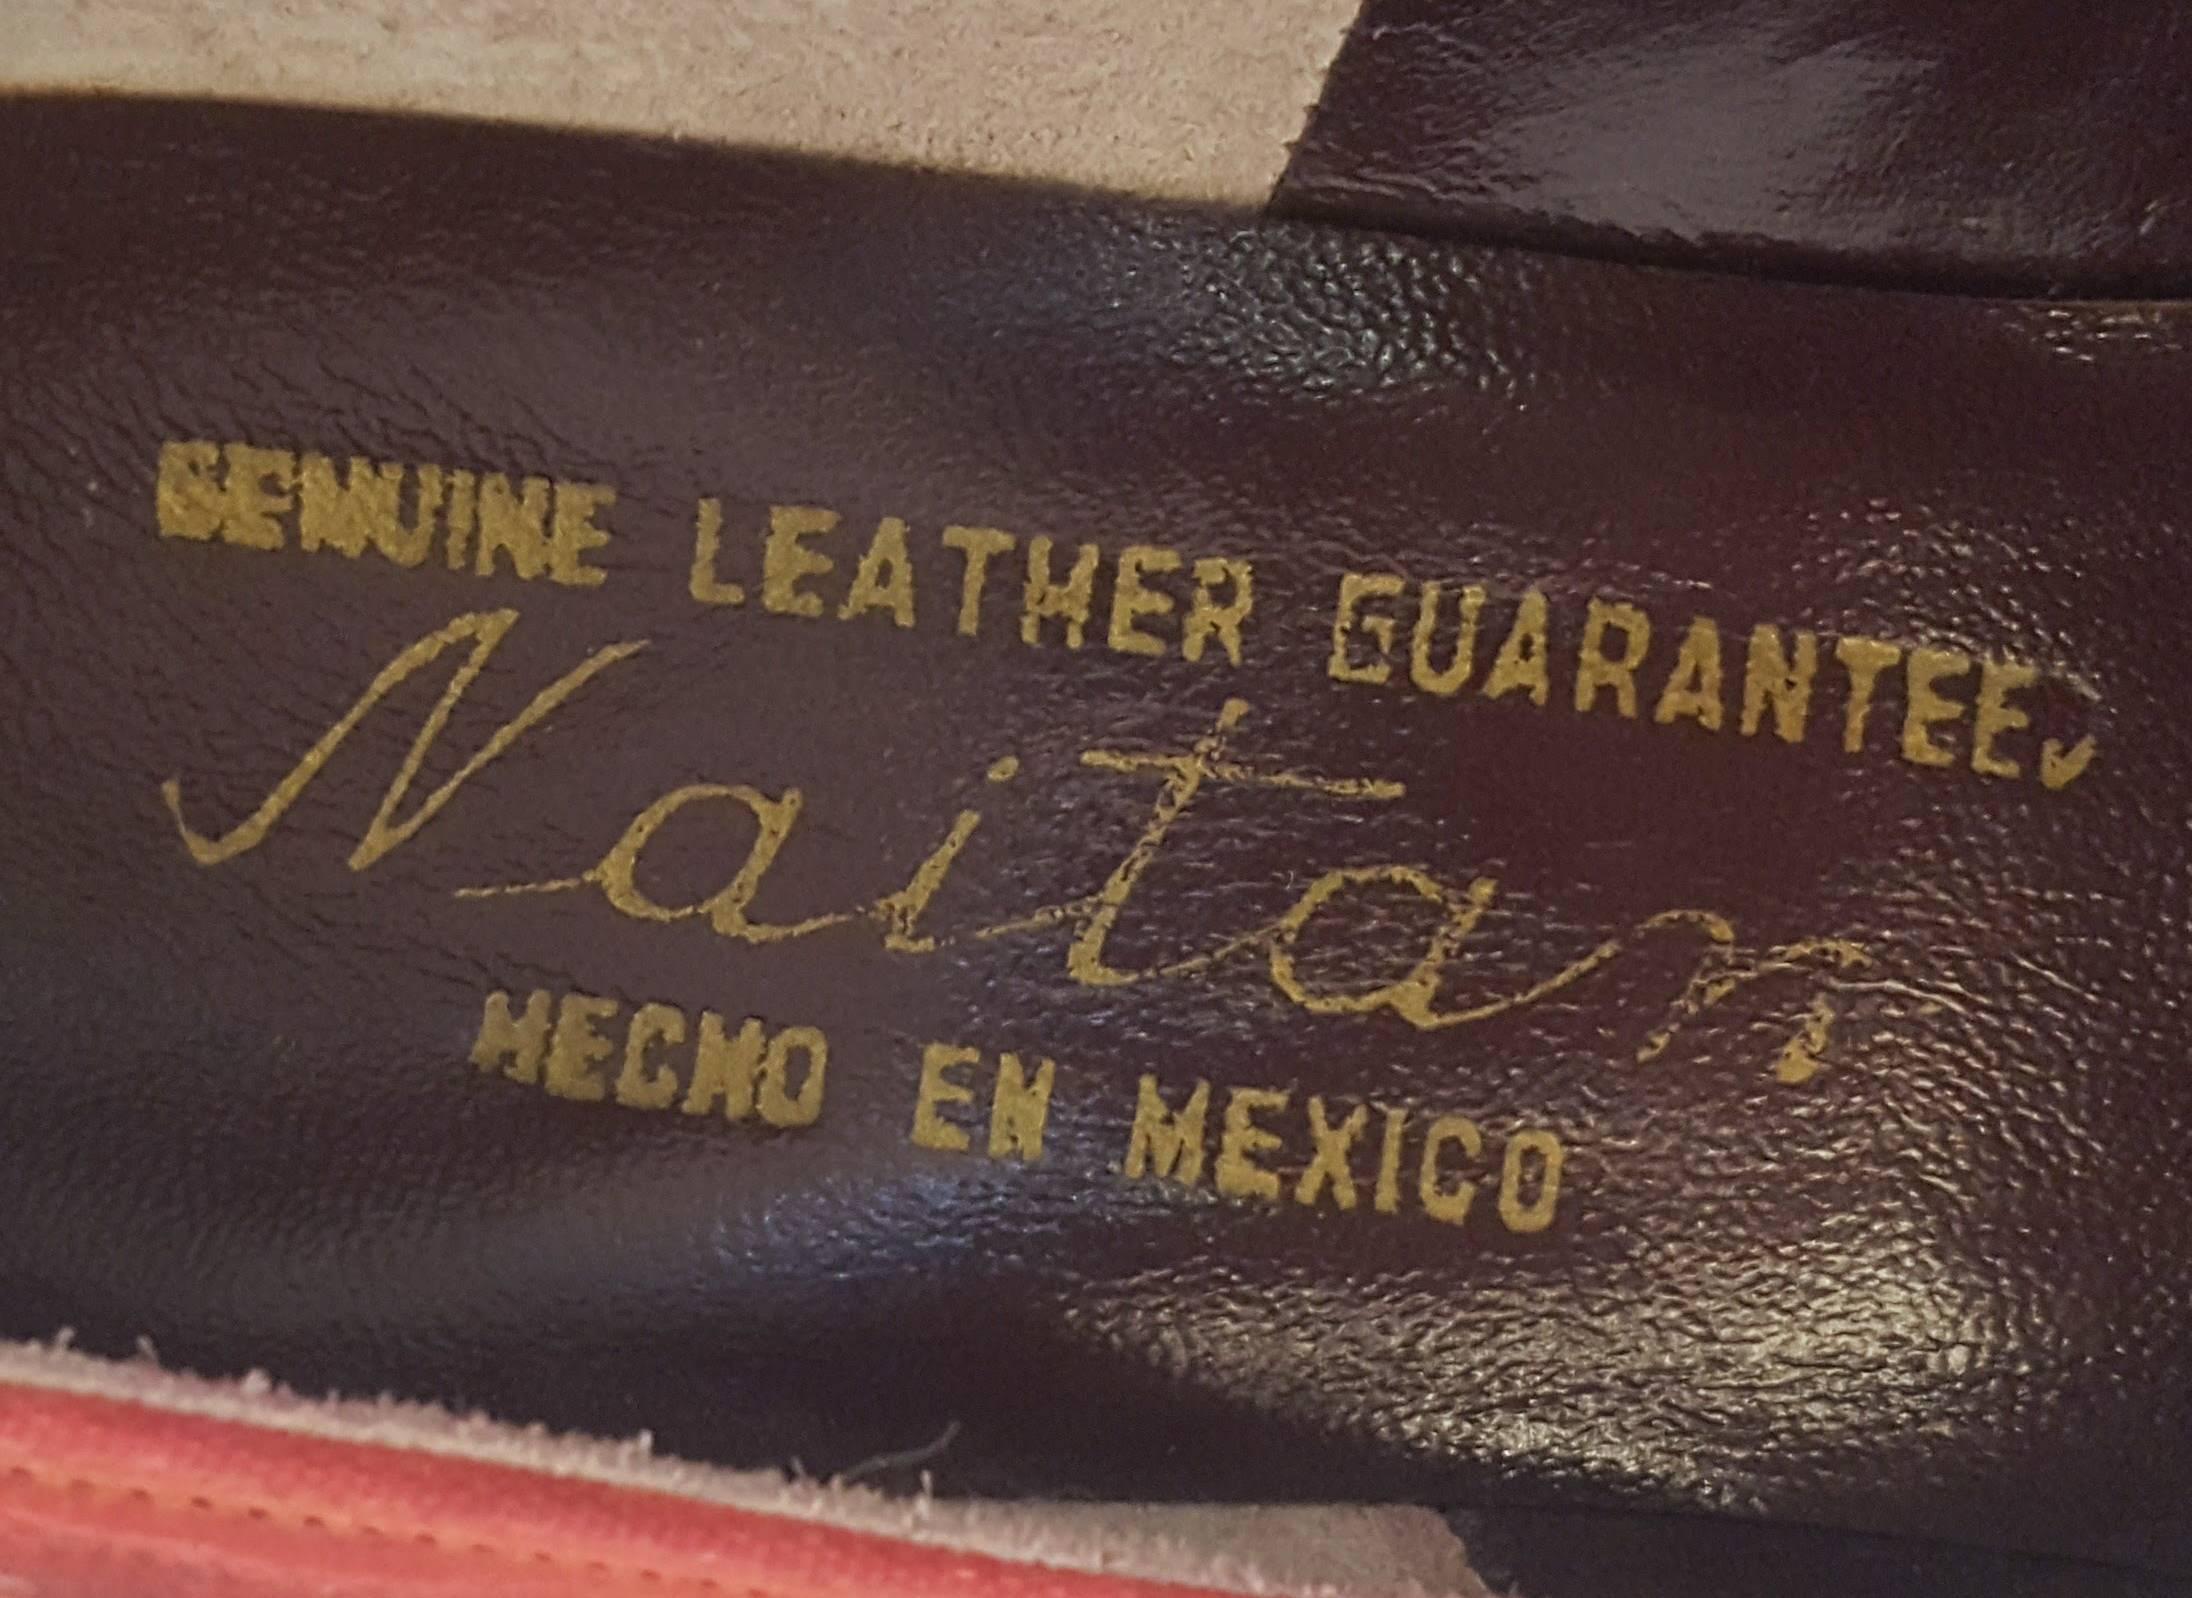 GENUINE LEATHER GUARANTEE
Naitan
HECHO EN MEXICO